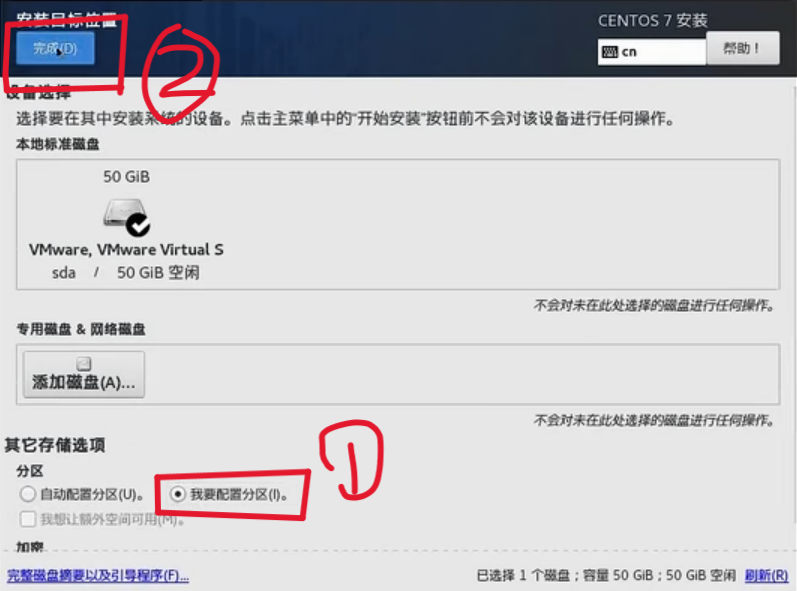 安装目标位置
CENTOS 7 安装
完成(D)
cn
帮助！
②
设备选择
选择要在其中安装系统的设备。点击主菜单中的“开始安装”按钮前不会对该设备进行任何操作。
本地标准磁盘
50 GiB
VMware, VMware Virtual S
sda / 50 GiB 空闲
不会对未在此处选择的磁盘进行任何操作。
专用磁盘 & 网络磁盘
添加磁盘(A)...
不会对未在此处选择的磁盘进行任何操作。
其它存储选项
①
分区
自动配置分区(U)。
我要配置分区(I)。
我想让额外空间可用(M)。
加密
完整磁盘摘要以及引导程序(F)...
已选择 1 个磁盘；容量 50 GiB；50 GiB 空闲
刷新(R)